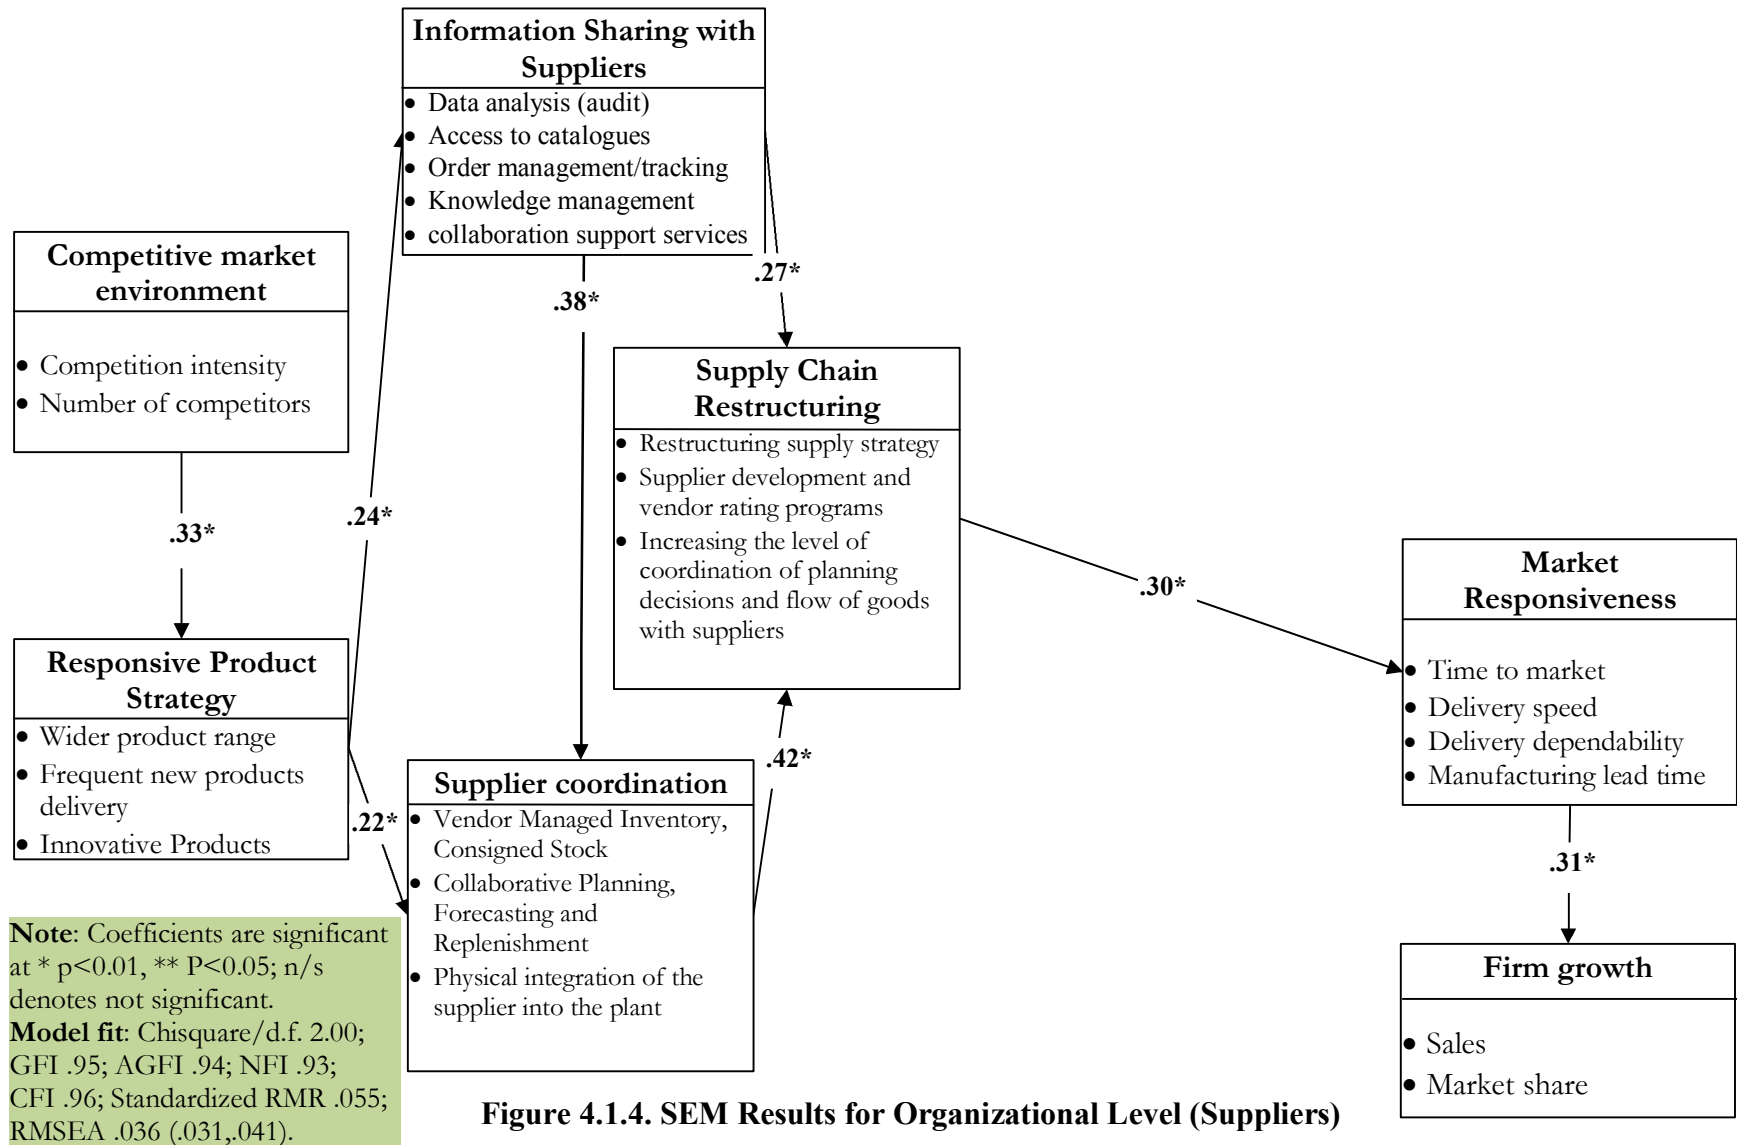 Information Sharing with
Suppliers
• Data analysis (audit)
• Access to catalogues
• Order management/tracking
• Knowledge management
• collaboration support services
Competitive market
environment
• Competition intensity
• Number of competitors
.27*
.38*
.24*
.33*
Supply Chain
Restructuring
• Restructuring supply strategy
• Supplier development and
vendor rating programs
• Increasing the level of
coordination of planning
decisions and flow of goods
with suppliers
.30*
Market
Responsiveness
• Time to market
• Delivery speed
• Delivery dependability
• Manufacturing lead time
Responsive Product
Strategy
• Wider product range
• Frequent new products
delivery
• Innovative Products
.22*
.42*
Supplier coordination
• Vendor Managed Inventory,
Consigned Stock
• Collaborative Planning,
Forecasting and
Replenishment
• Physical integration of the
supplier into the plant
.31*
Firm growth
• Sales
• Market share
Note: Coefficients are significant
at * p<0.01, ** P<0.05; n/s
denotes not significant.
Model fit: Chisquare/d.f. 2.00;
GFI .95; AGFI .94; NFI .93;
CFI .96; Standardized RMR .055;
RMSEA .036 (.031,.041).
Figure 4.1.4. SEM Results for Organizational Level (Suppliers)